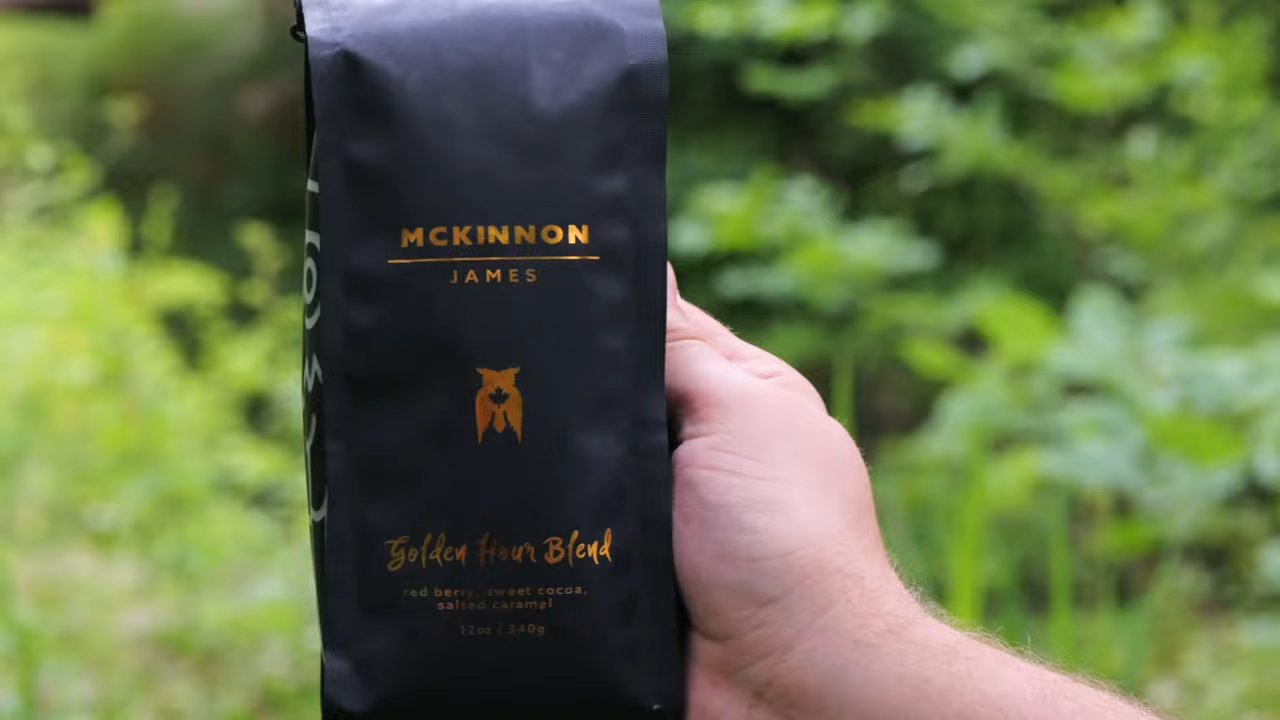 MCKINNON
JAMES
Golden Hour Blend
red berry, sweet cocoa,
salted caramel
12oz / 340g